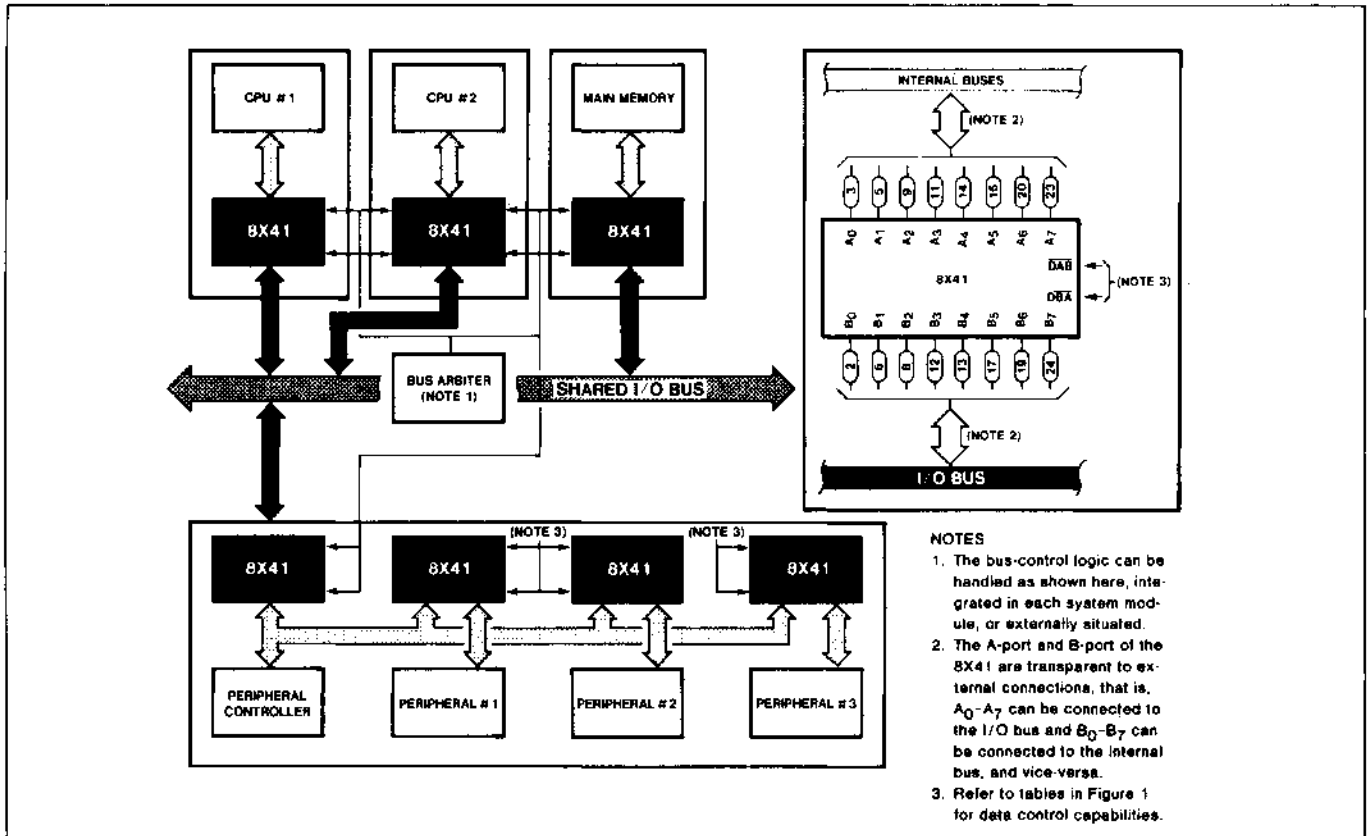 CPU #1
CPU #2
MAIN MEMORY
8X41
8X41
8X41
BUS ARBITER
(NOTE 1)
SHARED I/O BUS
8X41
(NOTE 3)
8X41
8X41
(NOTE 3)
8X41
PERIPHERAL
CONTROLLER
PERIPHERAL #1
PERIPHERAL #2
PERIPHERAL #3
INTERNAL BUSES
(NOTE 2)
3 5 9 11 14 16 20 23
A0 A1 A2 A3 A4 A5 A6 A7
8X41
DAB
DBA
(NOTE 3)
B0 B1 B2 B3 B4 B5 B6 B7
2 6 8 12 13 17 19 24
(NOTE 2)
I/O BUS
NOTES
1. The bus-control logic can be
handled as shown here, inte-
grated in each system mod-
ule, or externally situated.
2. The A-port and B-port of the
8X41 are transparent to ex-
ternal connections, that is,
A0-A7 can be connected to
the I/O bus and B0-B7 can
be connected to the internal
bus, and vice-versa.
3. Refer to tables in Figure 1
for data control capabilities.